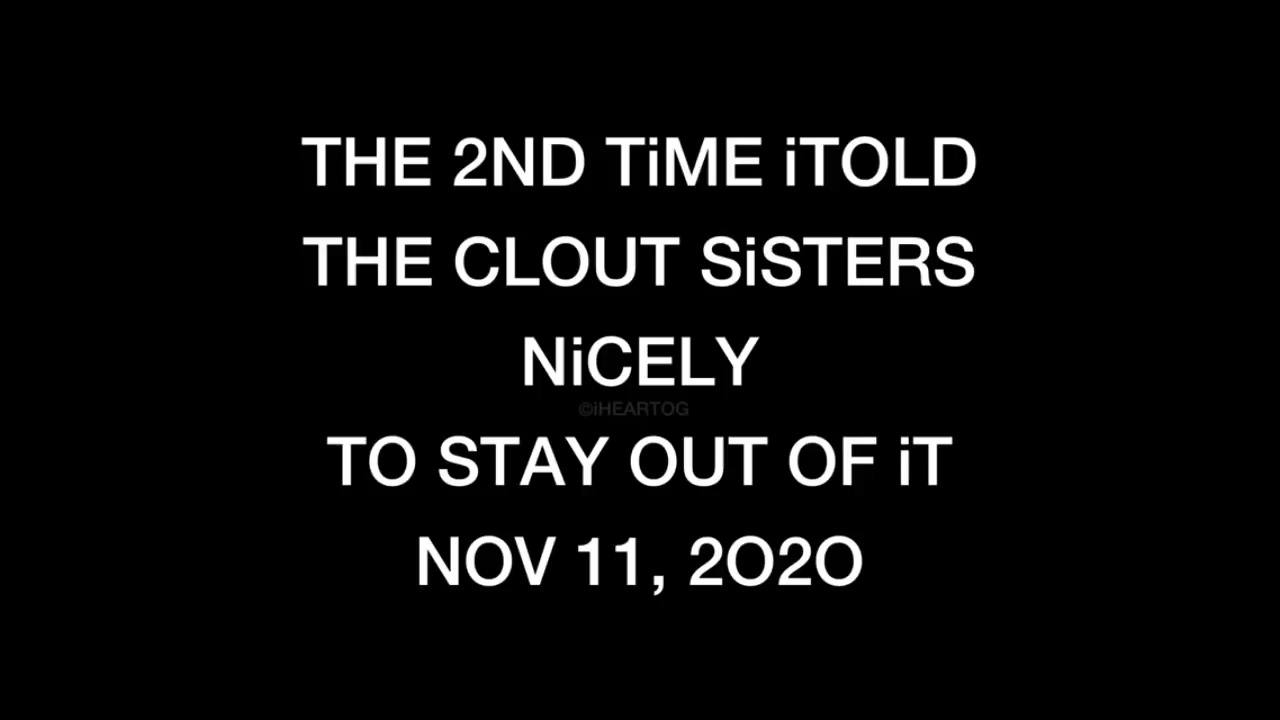 THE 2ND TiME iTOLD
THE CLOUT SiSTERS
NiCELY
©iHEARTOG
TO STAY OUT OF iT
NOV 11, 2O2O